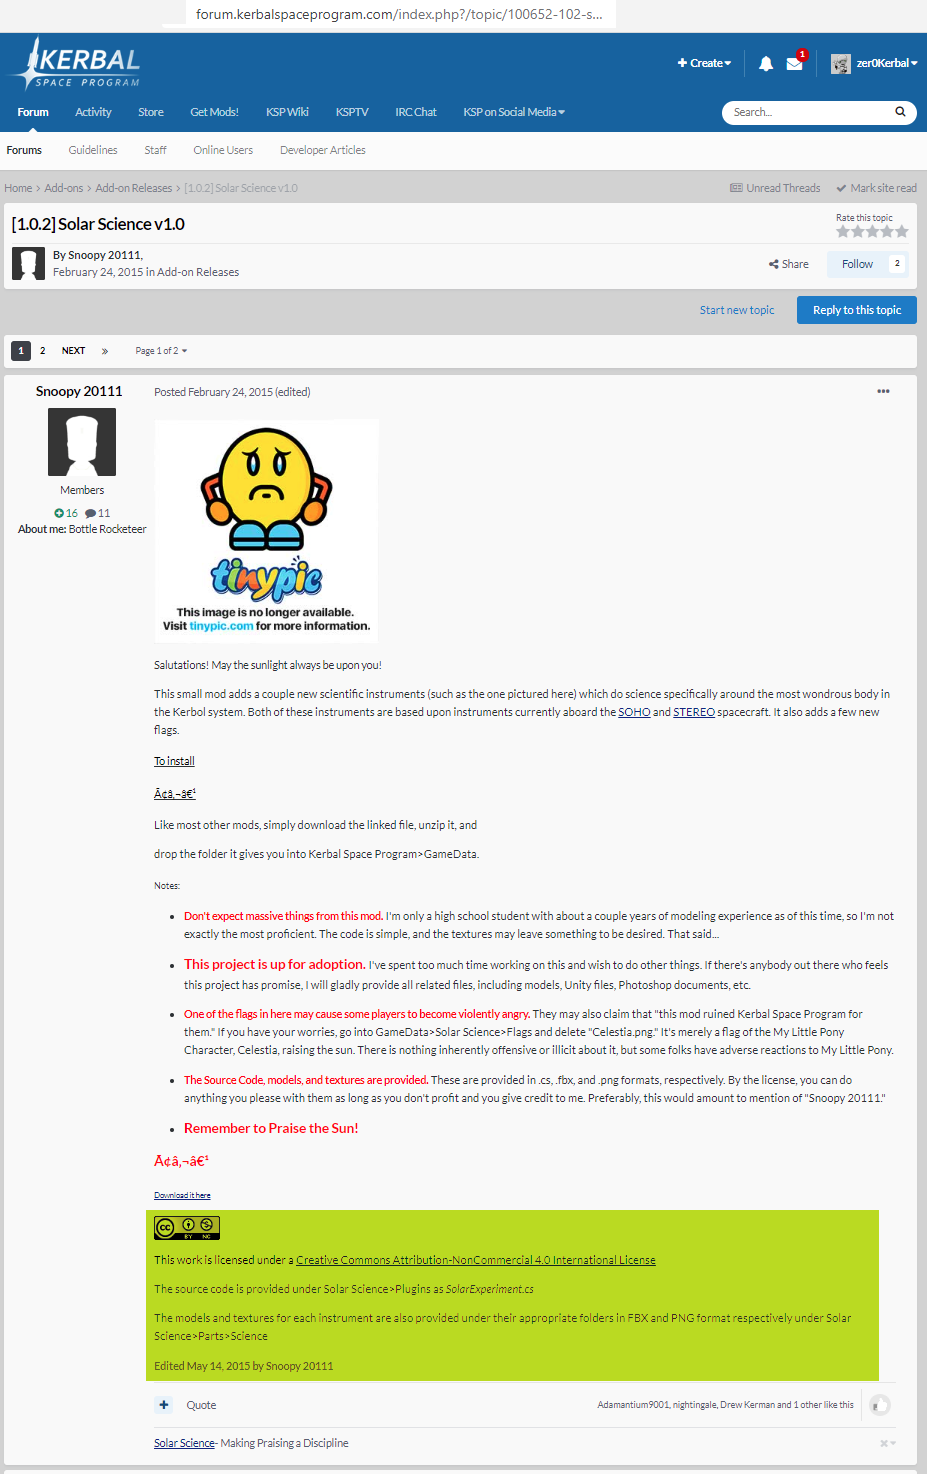 forum.kerbalspaceprogram.com/index.php?/topic/100652-102-s...
KERBAL
SPACE PROGRAM
Create
1
zer0Kerbal
Forum Activity Store Get Mods! KSP Wiki KSPTV IRC Chat KSP on Social Media
Search...
Forums Guidelines Staff Online Users Developer Articles
Home > Add-ons > Add-on Releases > [1.0.2] Solar Science v1.0
Unread Threads Mark site read
[1.0.2] Solar Science v1.0
Rate this topic
By Snoopy 20111,
February 24, 2015 in Add-on Releases
Share
Follow 2
Start new topic
Reply to this topic
1 2 NEXT » Page 1 of 2
Snoopy 20111
Members
16 11
About me: Bottle Rocketeer
Posted February 24, 2015 (edited)
tinypic
This image is no longer available.
Visit tinypic.com for more information.
Salutations! May the sunlight always be upon you!
This small mod adds a couple new scientific instruments (such as the one pictured here) which do science specifically around the most wondrous body in
the Kerbol system. Both of these instruments are based upon instruments currently aboard the SOHO and STEREO spacecraft. It also adds a few new
flags.
To install
Ã¢â‚¬â€¹
Like most other mods, simply download the linked file, unzip it, and
drop the folder it gives you into Kerbal Space Program>GameData.
Notes:
• Don't expect massive things from this mod. I'm only a high school student with about a couple years of modeling experience as of this time, so I'm not
exactly the most proficient. The code is simple, and the textures may leave something to be desired. That said...
• This project is up for adoption. I've spent too much time working on this and wish to do other things. If there's anybody out there who feels
this project has promise, I will gladly provide all related files, including models, Unity files, Photoshop documents, etc.
• One of the flags in here may cause some players to become violently angry. They may also claim that "this mod ruined Kerbal Space Program for
them." If you have your worries, go into GameData>Solar Science>Flags and delete "Celestia.png." It's merely a flag of the My Little Pony
Character, Celestia, raising the sun. There is nothing inherently offensive or illicit about it, but some folks have adverse reactions to My Little Pony.
• The Source Code, models, and textures are provided. These are provided in .cs, .fbx, and .png formats, respectively. By the license, you can do
anything you please with them as long as you don't profit and you give credit to me. Preferably, this would amount to mention of "Snoopy 20111."
• Remember to Praise the Sun!
Ã¢â‚¬â€¹
Download it here
cc BY NC
This work is licensed under a Creative Commons Attribution-NonCommercial 4.0 International License
The source code is provided under Solar Science>Plugins as SolarExperiment.cs
The models and textures for each instrument are also provided under their appropriate folders in FBX and PNG format respectively under Solar
Science>Parts>Science
Edited May 14, 2015 by Snoopy 20111
+ Quote
Adamantium9001, nightingale, Drew Kerman and 1 other like this
Solar Science- Making Praising a Discipline